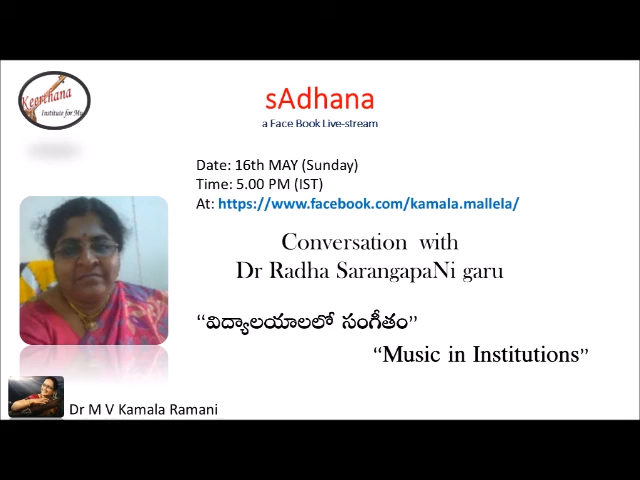 Keerthana
Institute for Mu
sAdhana
a Face Book Live-stream
Date: 16th MAY (Sunday)
Time: 5.00 PM (IST)
At: https://www.facebook.com/kamala.mallela/
Conversation with
Dr Radha SarangapaNi garu
“విద్యాలయాలలో సంగీతం”
“Music in Institutions”
Dr M V Kamala Ramani